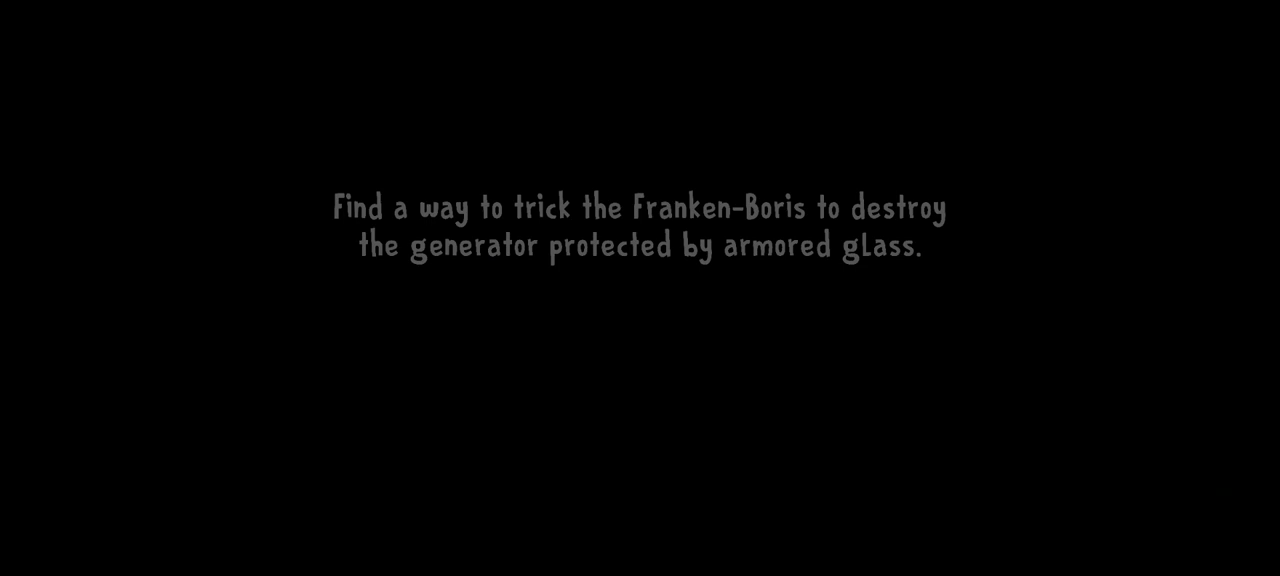 Find a way to trick the Franken-Boris to destroy
the generator protected by armored glass.